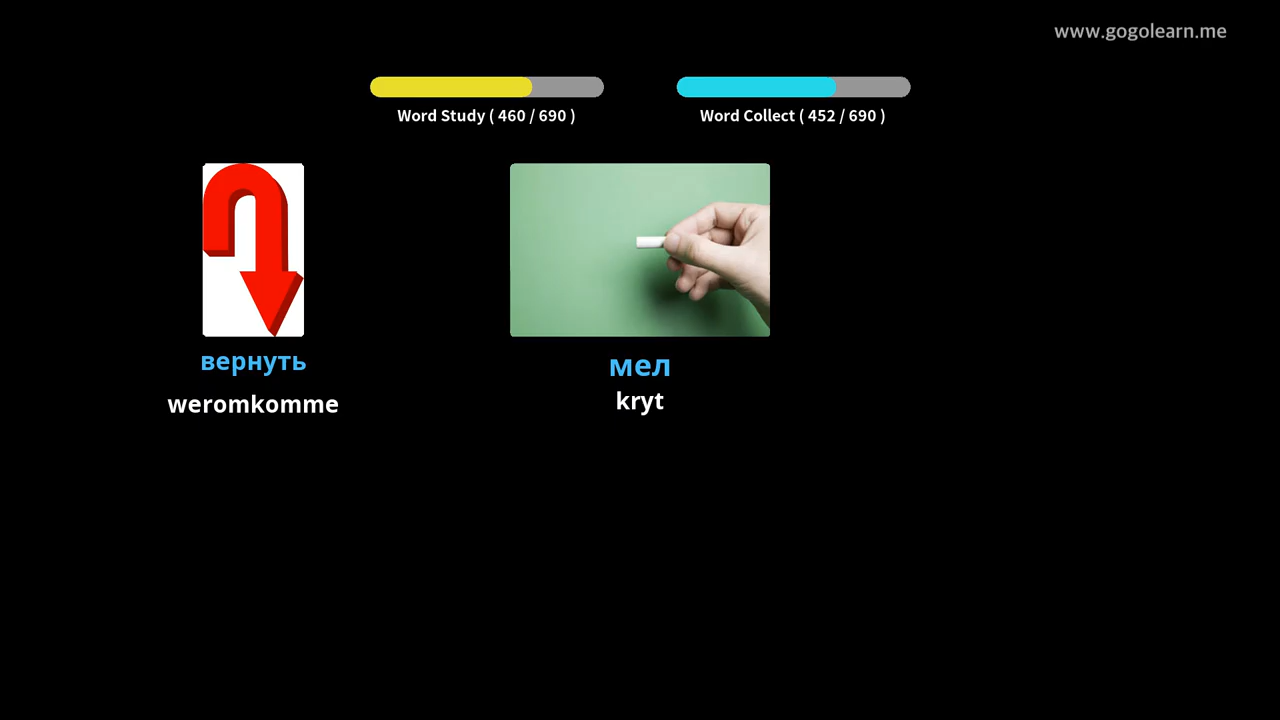 www.gogolearn.me
Word Study ( 460 / 690 )
Word Collect ( 452 / 690 )
вернуть
weromkomme
мел
kryt